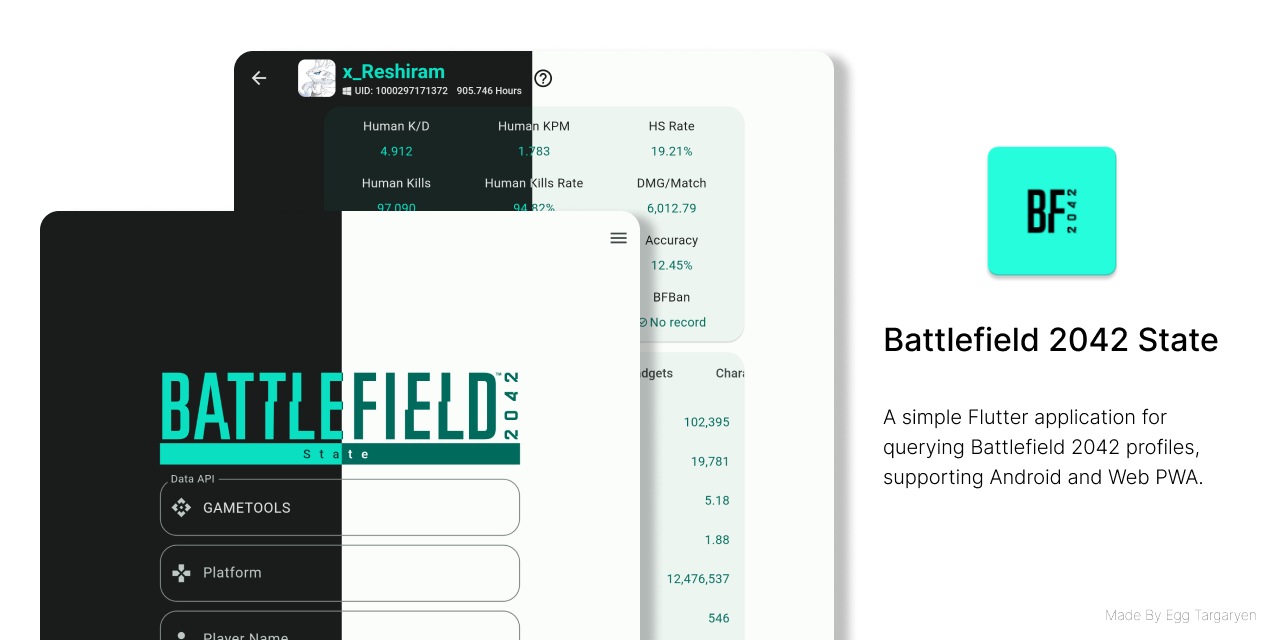 x_Reshiram
UID: 1000297171372 905.746 Hours
Human K/D
Human KPM
HS Rate
4.912
1.783
19.21%
Human Kills
Human Kills Rate
DMG/Match
97,090
94.82%
6,012.79
Accuracy
12.45%
BFBan
No record
dgets
Chara
102,395
19,781
5.18
1.88
12,476,537
546
BATTLEFIELD™ 2042
State
Data API
GAMETOOLS
Platform
Player Name
BF 2042
Battlefield 2042 State
A simple Flutter application for
querying Battlefield 2042 profiles,
supporting Android and Web PWA.
Made By Egg Targaryen